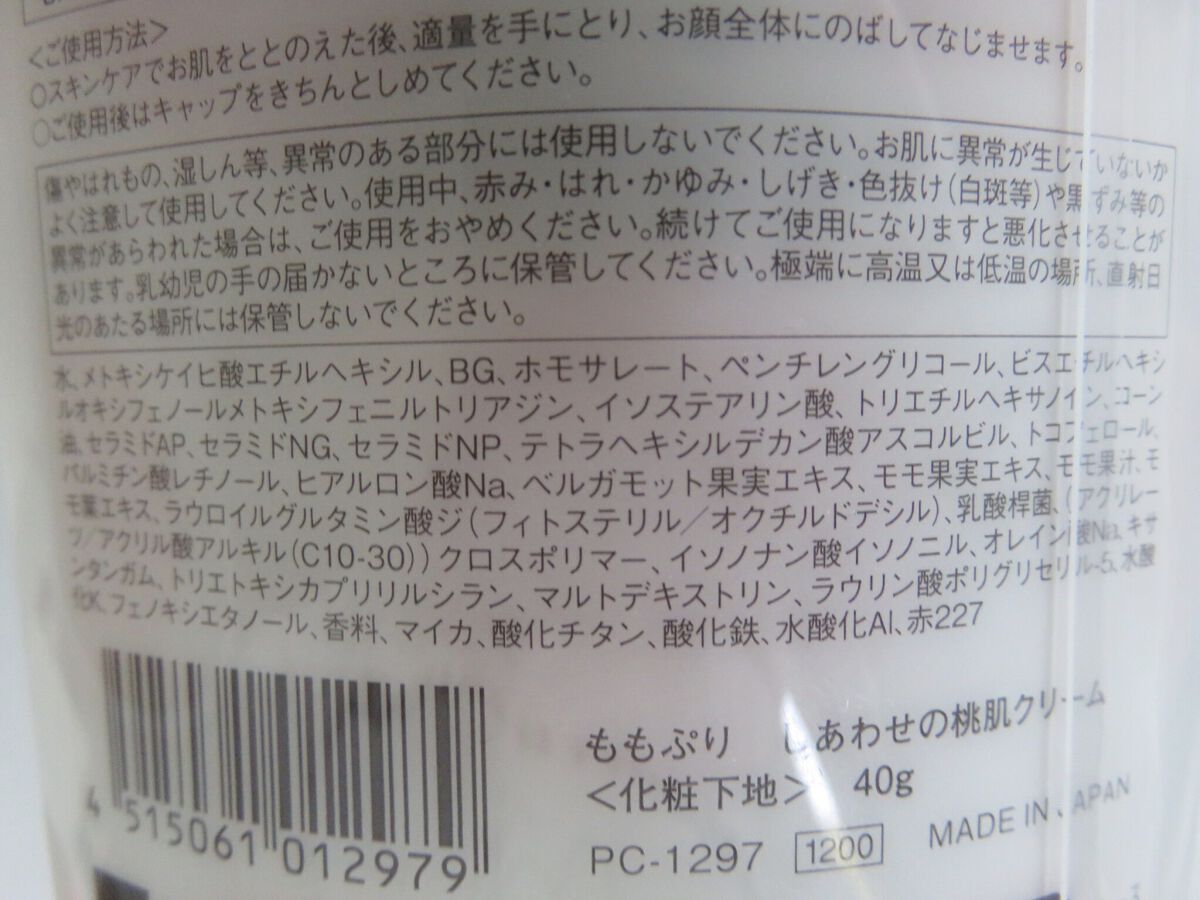 <ご使用方法>
○スキンケアでお肌をととのえた後、適量を手にとり、お顔全体にのばしてなじませます。
○ご使用後はキャップをきちんとしめてください。
傷やはれもの、湿しん等、異常のある部分には使用しないでください。お肌に異常が生じていないか
よく注意して使用してください。使用中、赤み・はれ・かゆみ・しげき・色抜け(白斑等)や黒ずみ等の
異常があらわれた場合は、ご使用をおやめください。続けてご使用になりますと悪化させることが
あります。乳幼児の手の届かないところに保管してください。極端に高温又は低温の場所、直射日
光のあたる場所には保管しないでください。
水、メトキシケイヒ酸エチルヘキシル、BG、ホモサレート、ペンチレングリコール、ビスエチルヘキシ
ルオキシフェノールメトキシフェニルトリアジン、イソステアリン酸、トリエチルヘキサノイン、コーン
油、セラミドAP、セラミドNG、セラミドNP、テトラヘキシルデカン酸アスコルビル、トコフェロール、
パルミチン酸レチノール、ヒアルロン酸Na、ベルガモット果実エキス、モモ果実エキス、モモ果汁、モ
モ葉エキス、ラウロイルグルタミン酸ジ(フィトステリル/オクチルドデシル)、乳酸桿菌、(アクリレー
ツ/アクリル酸アルキル(C10-30))クロスポリマー、イソノナン酸イソノニル、オレイン酸Na、キサ
ンタンガム、トリエトキシカプリリルシラン、マルトデキストリン、ラウリン酸ポリグリセリル-5、水酸
化K、フェノキシエタノール、香料、マイカ、酸化チタン、酸化鉄、水酸化Al、赤227
4 515061 012979
ももぷり しあわせの桃肌クリーム
<化粧下地> 40g
PC-1297 1200 MADE IN JAPAN